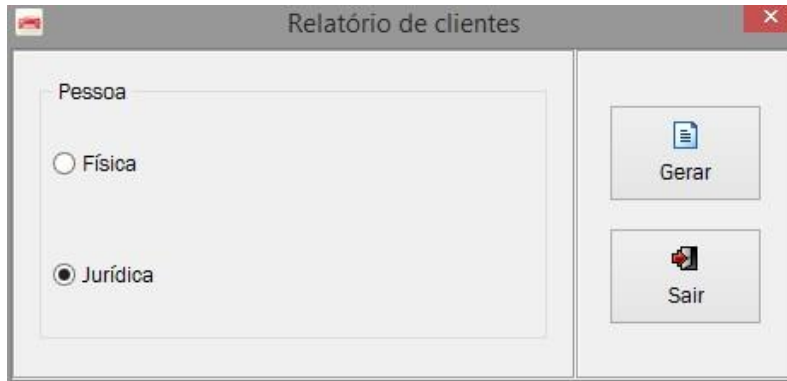 Relatório de clientes
Pessoa
Física
Jurídica
Gerar
Sair